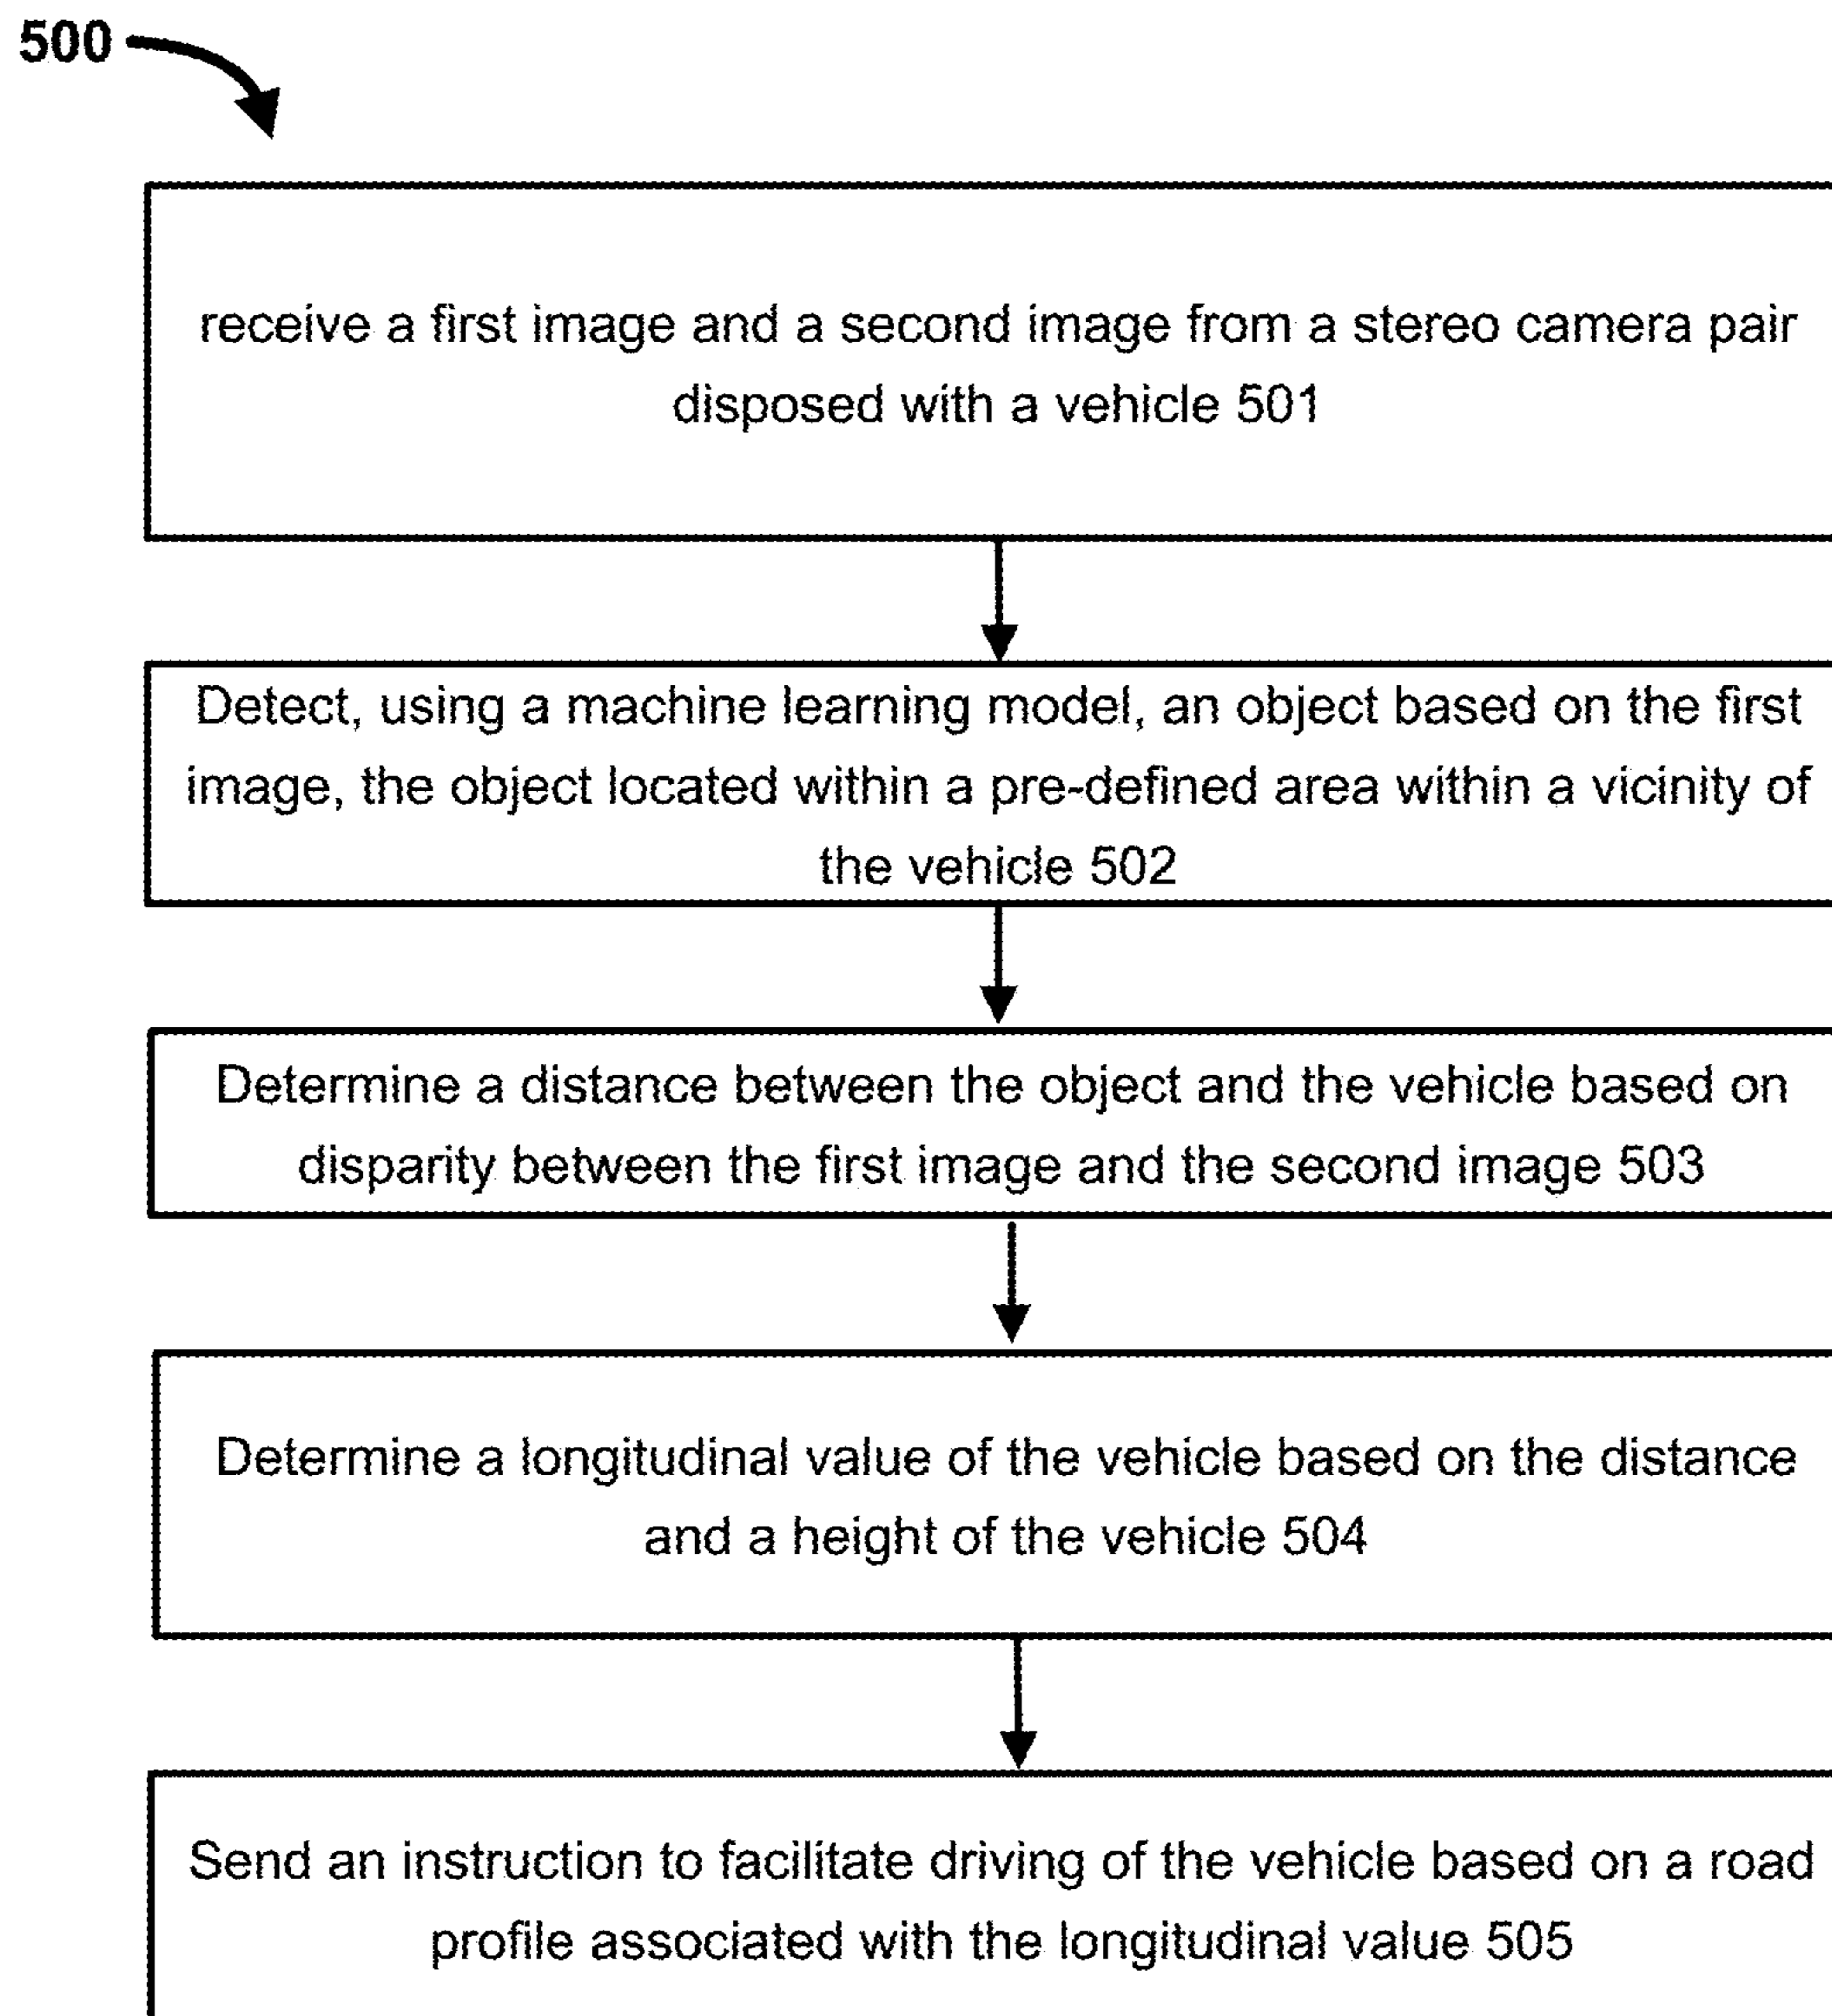 500
receive a first image and a second image from a stereo camera pair
disposed with a vehicle 501
Detect, using a machine learning model, an object based on the first
image, the object located within a pre-defined area within a vicinity of
the vehicle 502
Determine a distance between the object and the vehicle based on
disparity between the first image and the second image 503
Determine a longitudinal value of the vehicle based on the distance
and a height of the vehicle 504
Send an instruction to facilitate driving of the vehicle based on a road
profile associated with the longitudinal value 505